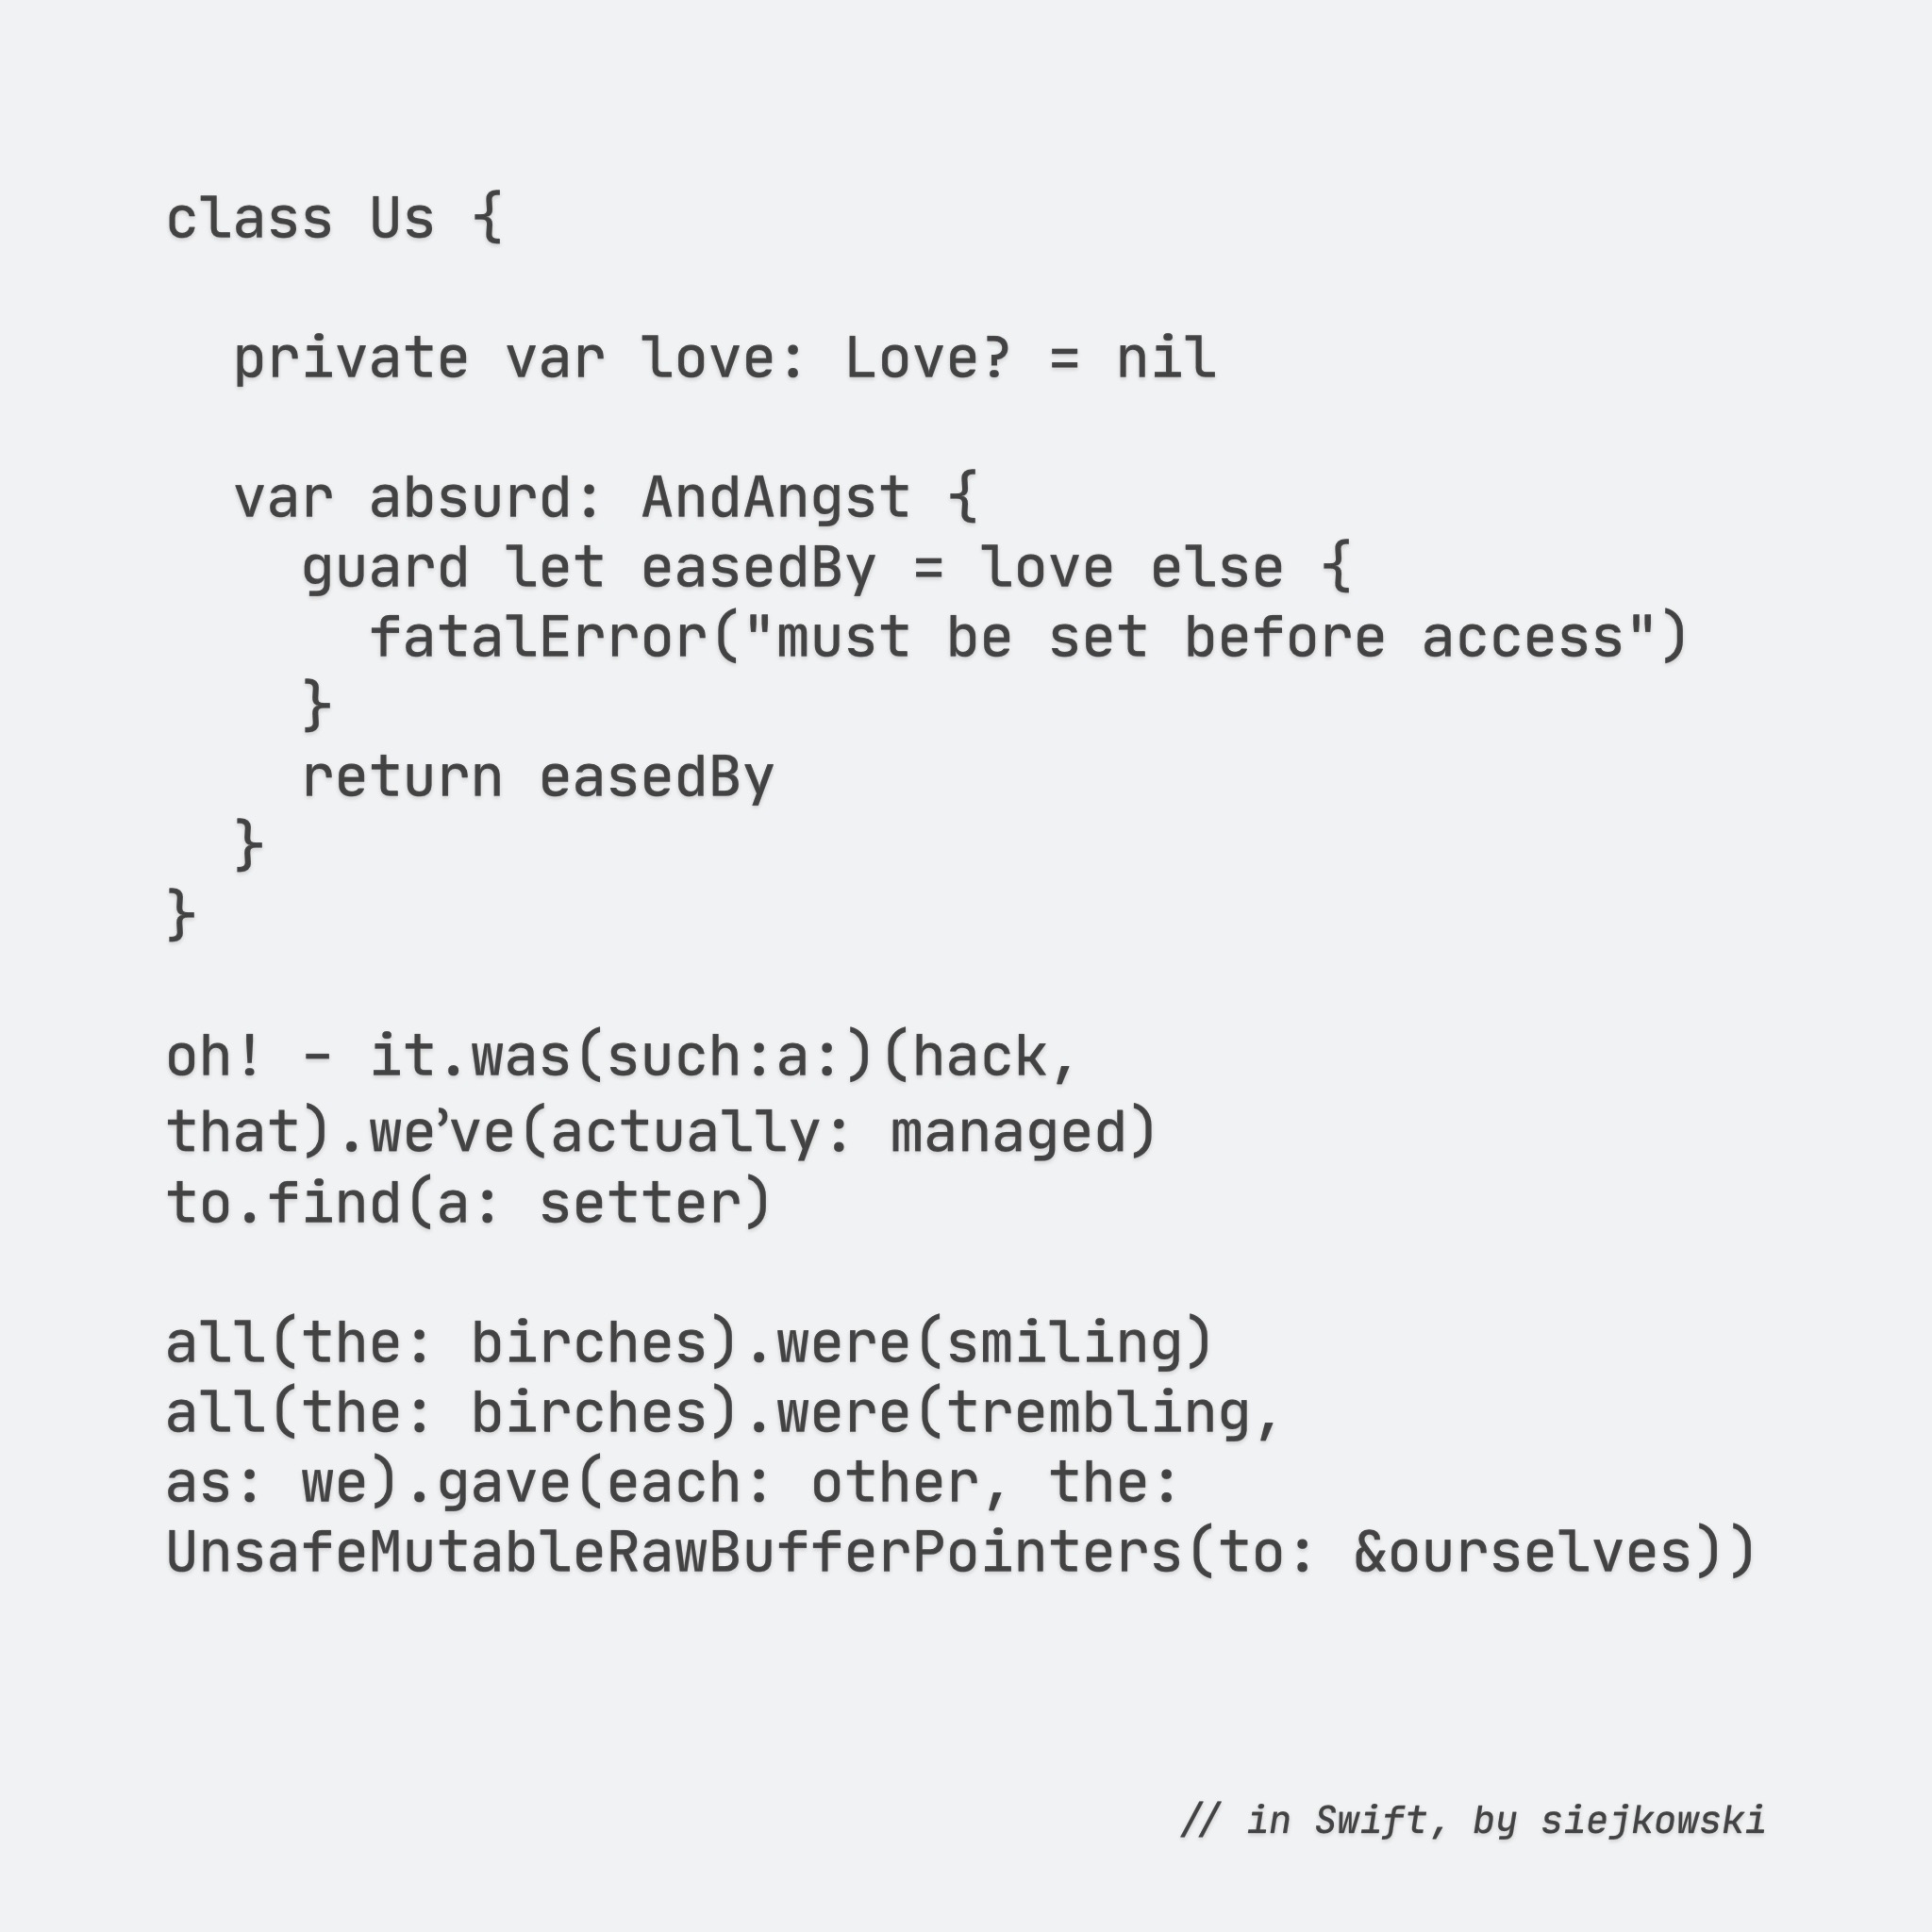 class Us {
  private var love: Love? = nil
  var absurd: AndAngst {
    guard let easedBy = love else {
      fatalError("must be set before access")
    }
    return easedBy
  }
}
oh! - it.was(such:a:)(hack,
that).we’ve(actually: managed)
to.find(a: setter)
all(the: birches).were(smiling)
all(the: birches).were(trembling,
as: we).gave(each: other, the:
UnsafeMutableRawBufferPointers(to: &ourselves))
// in Swift, by siejkowski